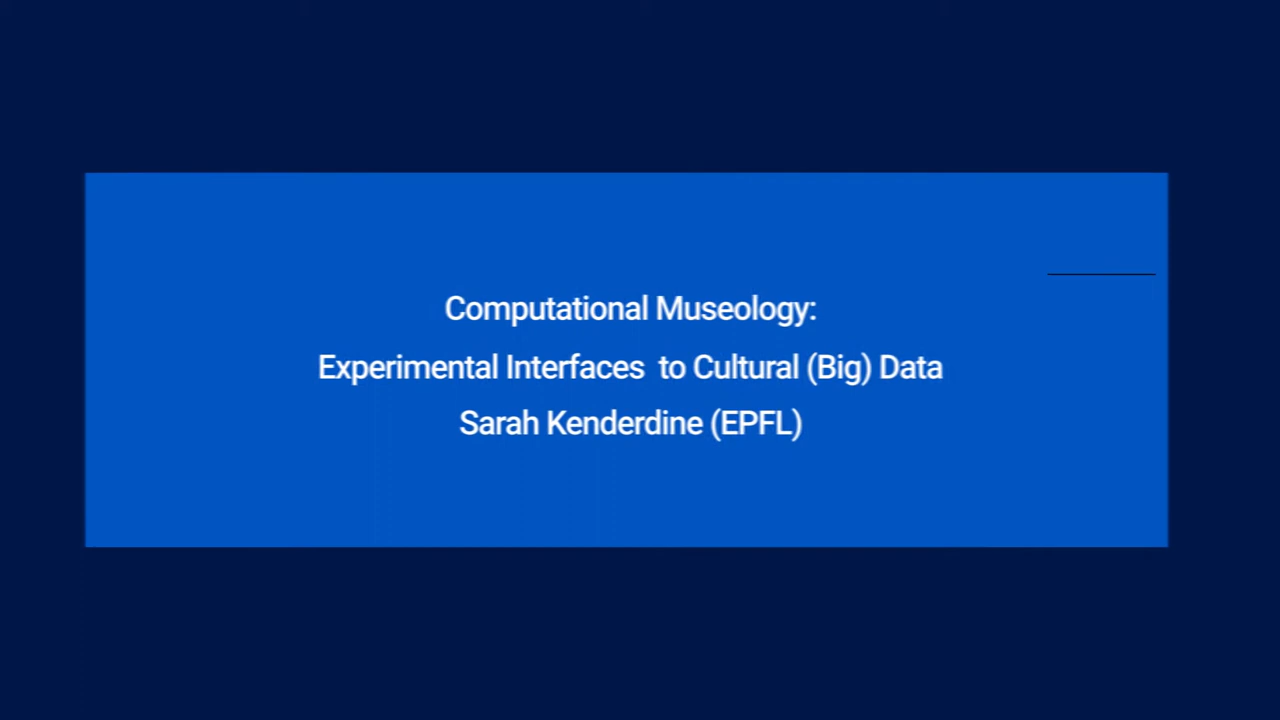 Computational Museology:
Experimental Interfaces to Cultural (Big) Data
Sarah Kenderdine (EPFL)